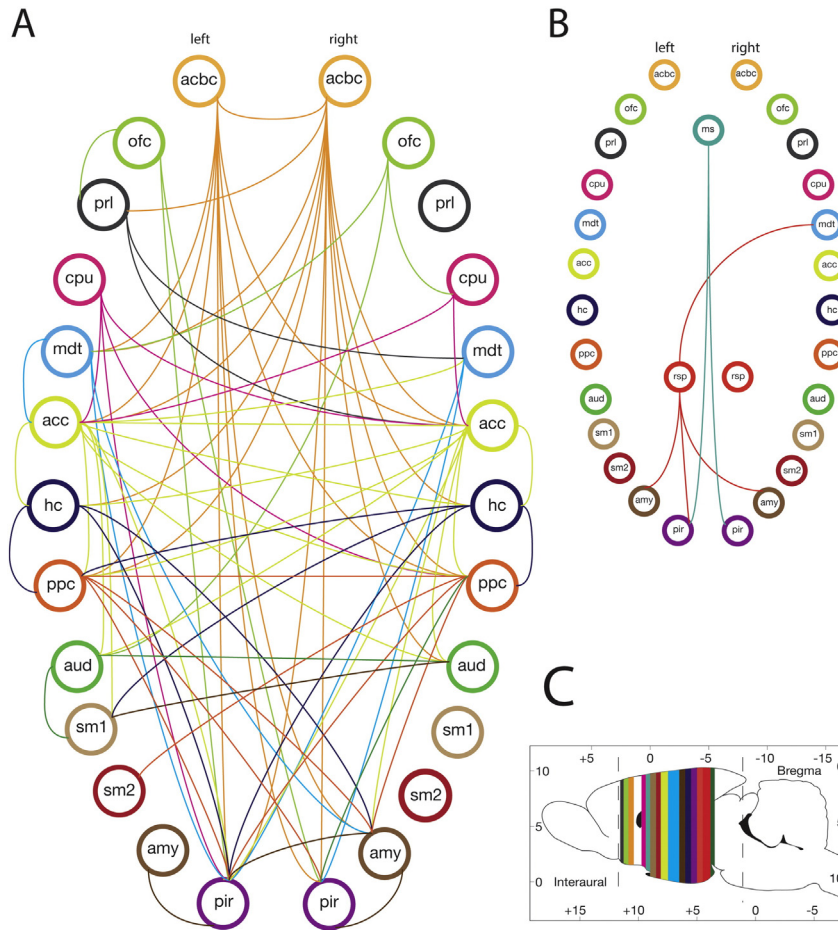 A
left
right
acbc
acbc
ofc
ofc
prl
prl
cpu
cpu
mdt
mdt
acc
acc
hc
hc
ppc
ppc
aud
aud
sm1
sm1
sm2
sm2
amy
amy
pir
pir
B
left
right
acbc
acbc
ofc
ofc
ms
prl
prl
cpu
cpu
mdt
mdt
acc
acc
hc
hc
ppc
ppc
rsp
rsp
aud
aud
sm1
sm1
sm2
sm2
amy
amy
pir
pir
C
+5 0 -5 -10 -15
10
Bregma
5
0
Interaural
10
+15 +10 +5 0 -5